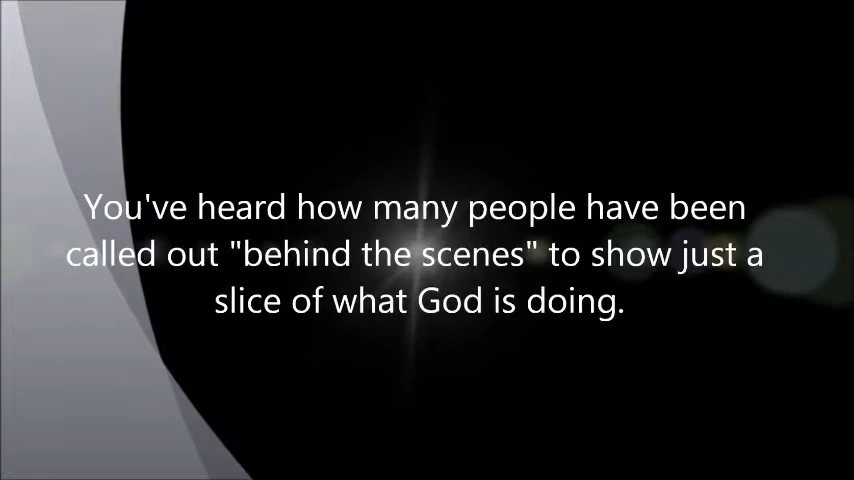 You've heard how many people have been
called out "behind the scenes" to show just a
slice of what God is doing.